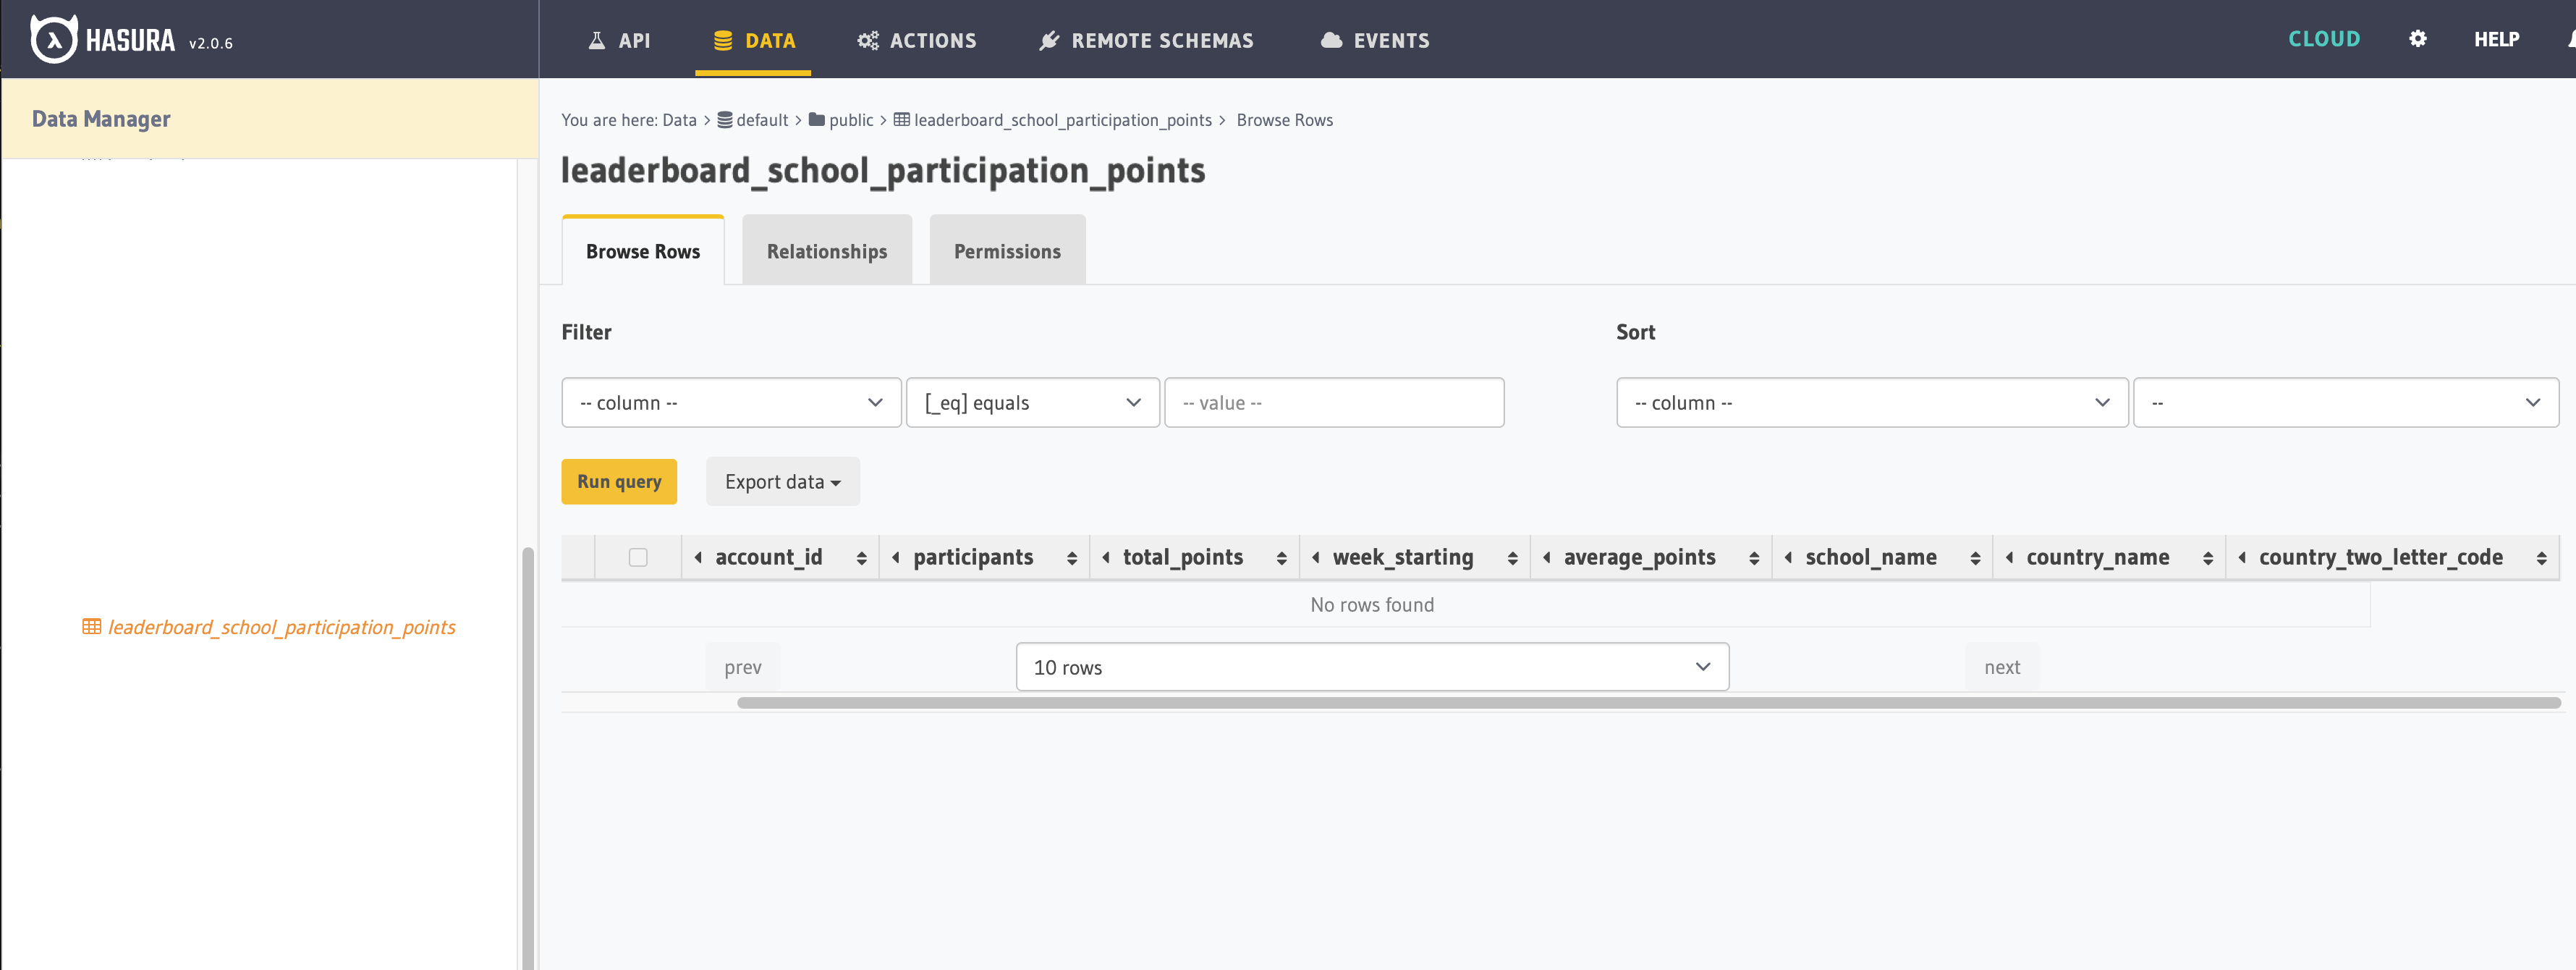 HASURA v2.0.6
API DATA ACTIONS REMOTE SCHEMAS EVENTS CLOUD HELP
Data Manager
You are here: Data > default > public > leaderboard_school_participation_points > Browse Rows
leaderboard_school_participation_points
Browse Rows Relationships Permissions
Filter Sort
-- column -- [_eq] equals -- value -- -- column -- --
Run query Export data
account_id participants total_points week_starting average_points school_name country_name country_two_letter_code
No rows found
leaderboard_school_participation_points
prev 10 rows next